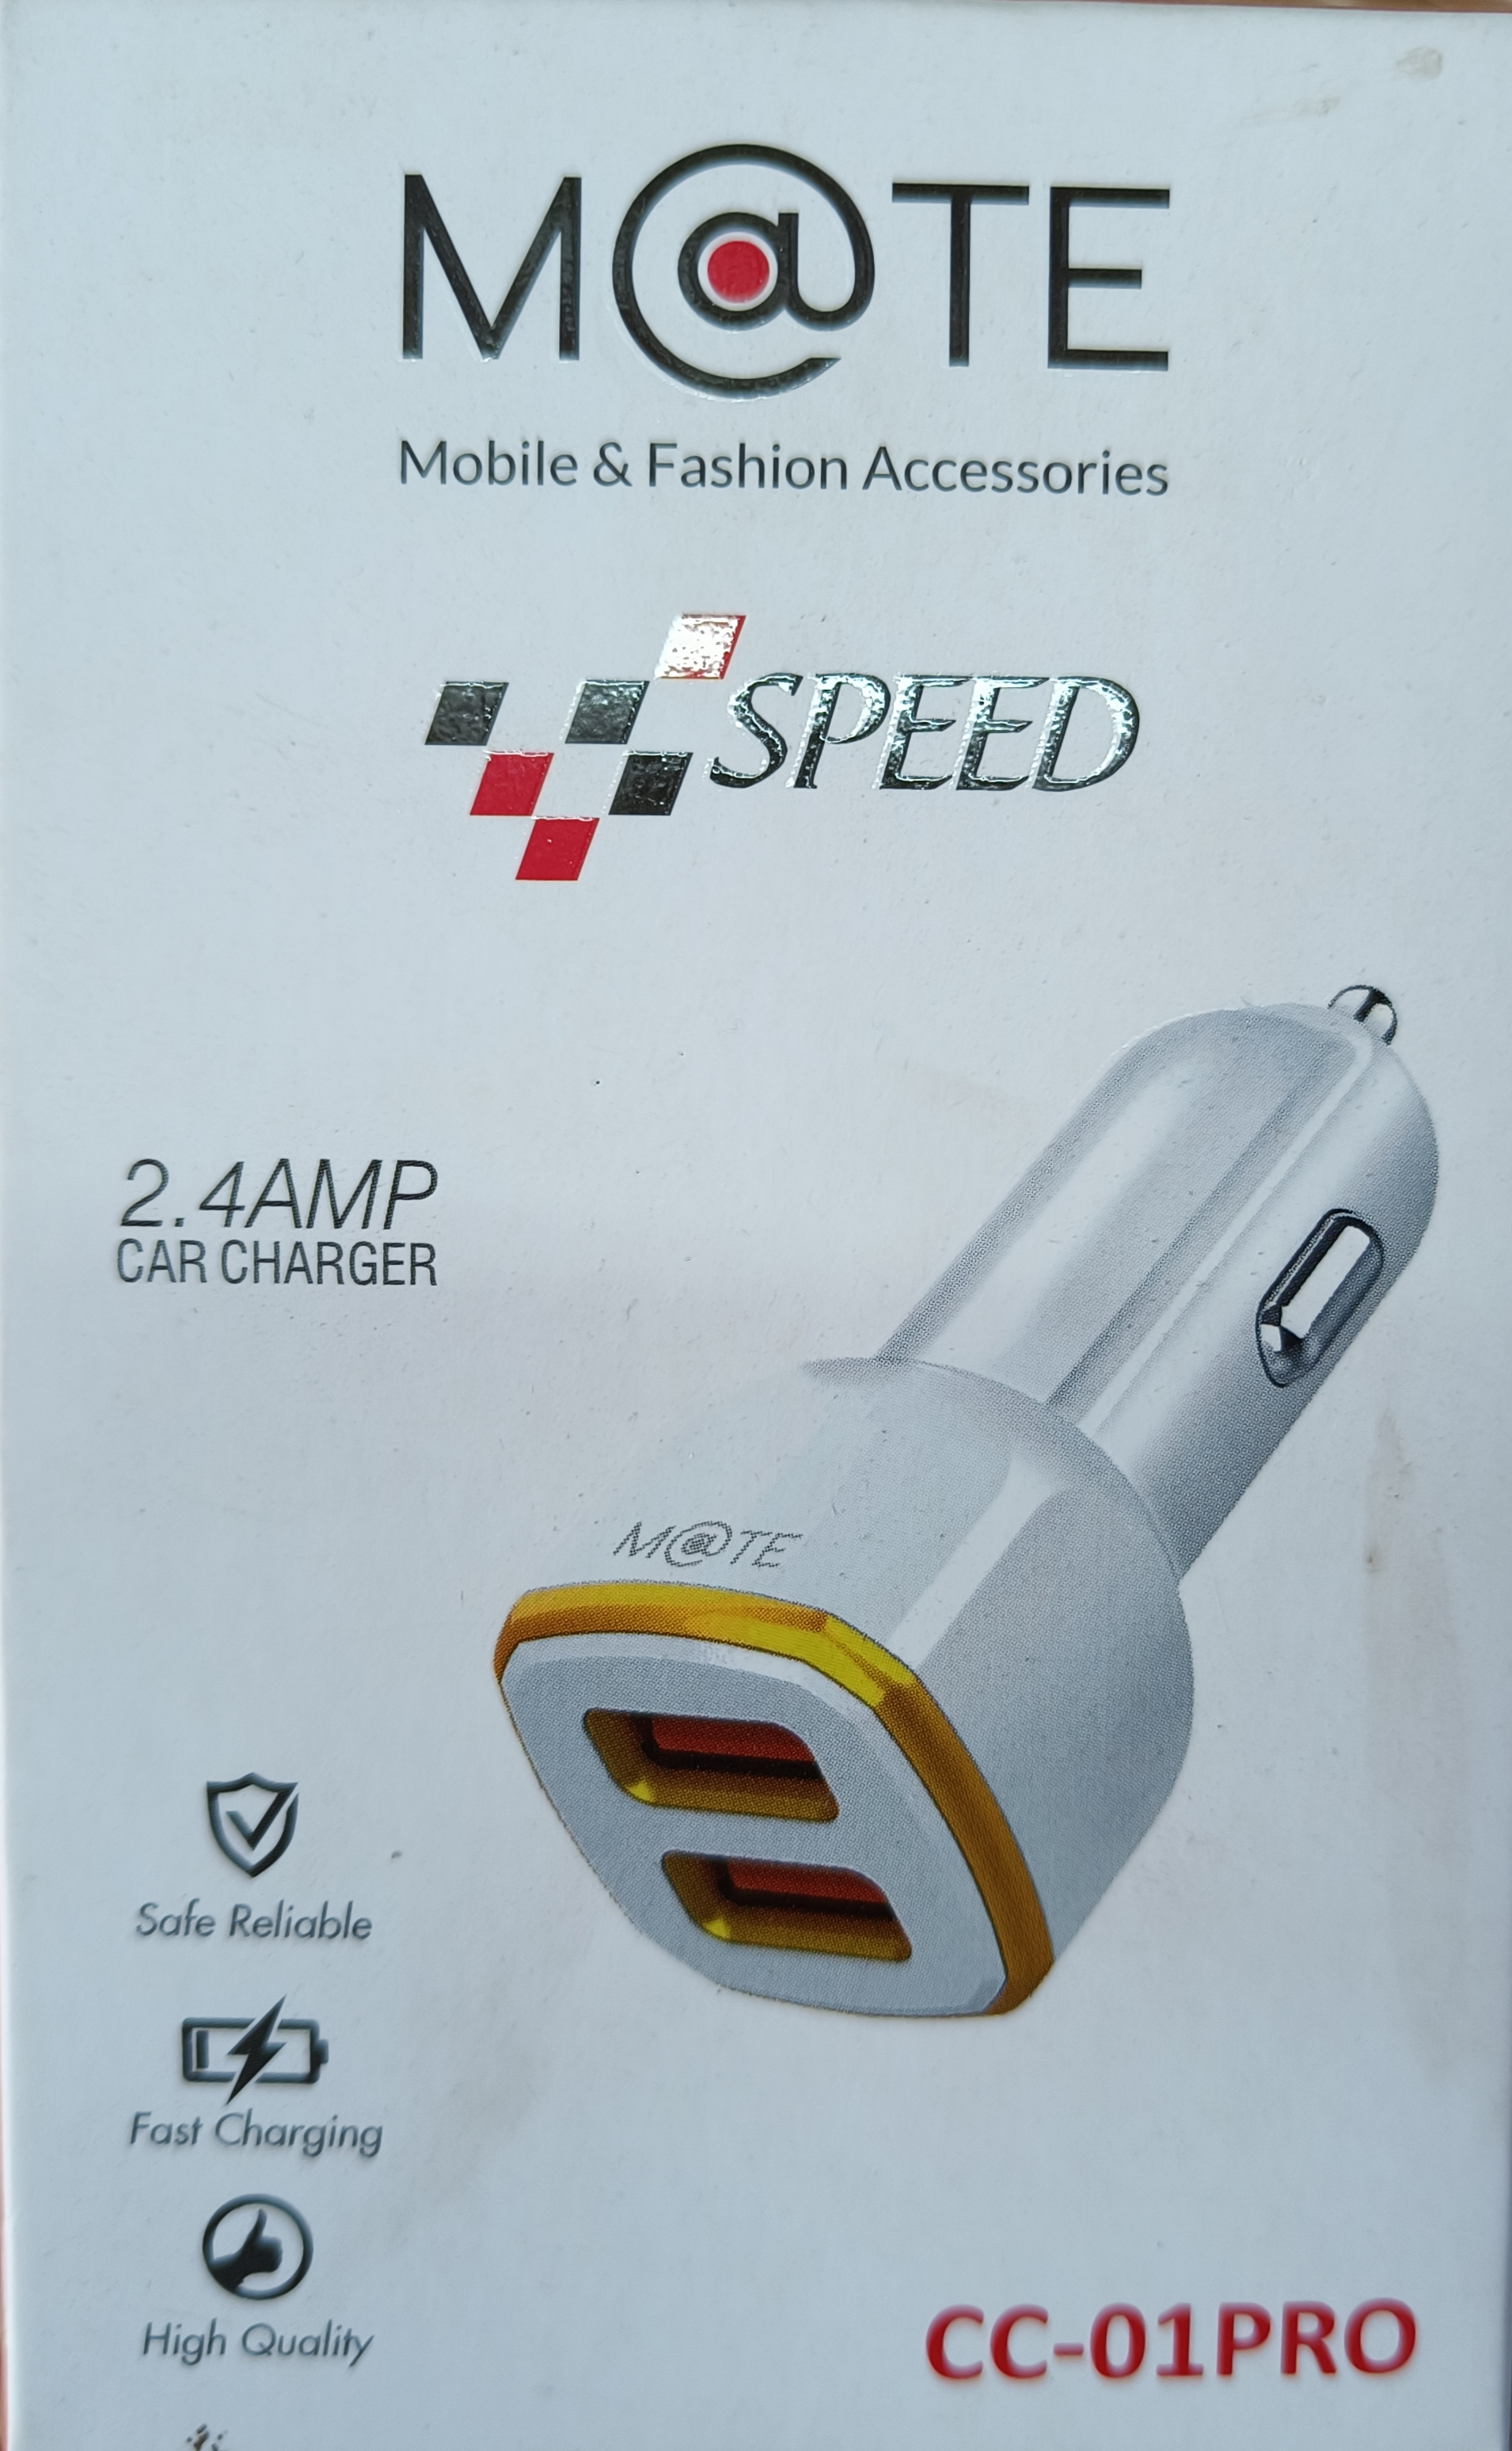 M@TE
Mobile & Fashion Accessories
SPEED
2.4AMP
CAR CHARGER
M@TE
Safe Reliable
Fast Charging
High Quality
CC-01PRO